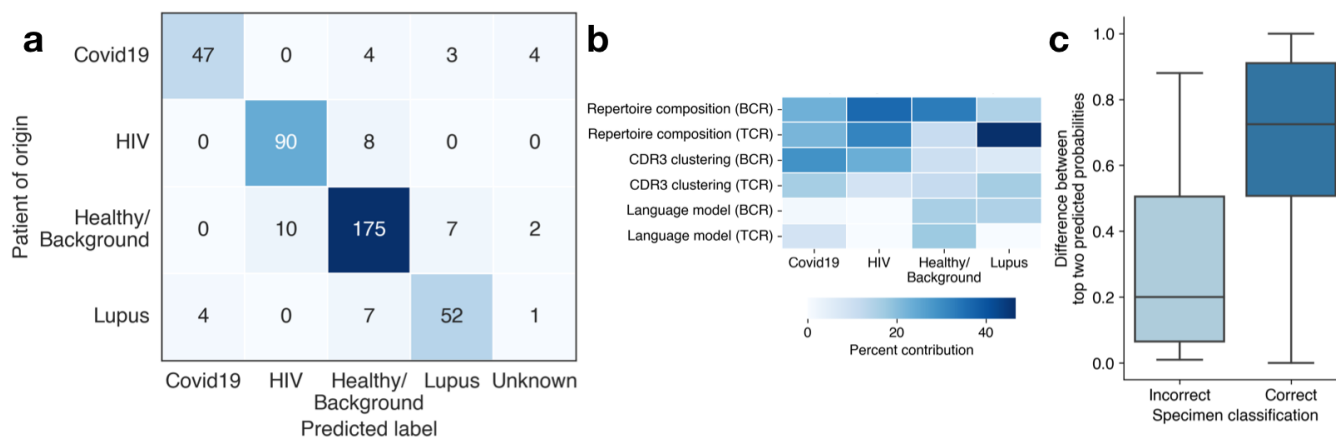 a
Patient of origin
Covid19
47 0 4 3 4
HIV
0 90 8 0 0
Healthy/
Background
0 10 175 7 2
Lupus
4 0 7 52 1
Covid19 HIV Healthy/ Lupus Unknown
Background
Predicted label
b
Repertoire composition (BCR)
Repertoire composition (TCR)
CDR3 clustering (BCR)
CDR3 clustering (TCR)
Language model (BCR)
Language model (TCR)
Covid19 HIV Healthy/ Lupus
Background
0 20 40
Percent contribution
c
Difference between
top two predicted probabilities
1.0
0.8
0.6
0.4
0.2
0.0
Incorrect Correct
Specimen classification